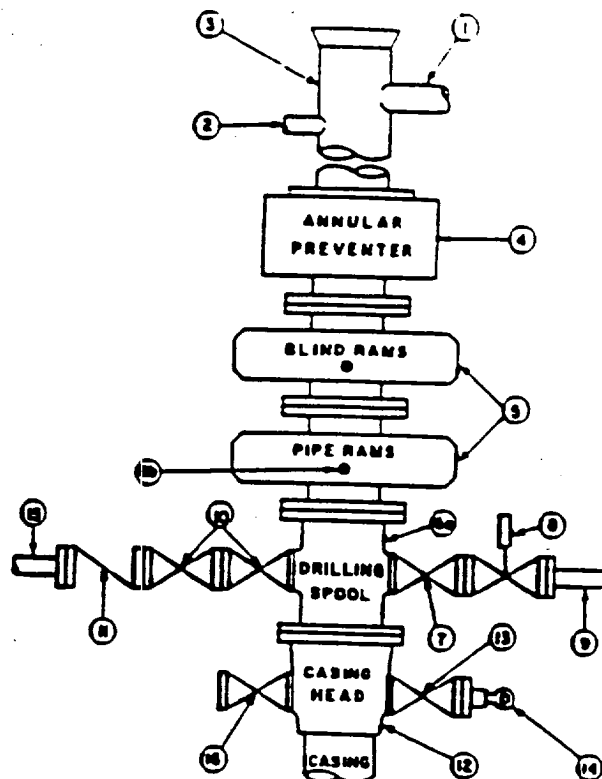 3
1
2
ANNULAR
PREVENTER
4
BLIND RAMS
5
PIPE RAMS
10
8
DRILLING
SPOOL
11
7
13
9
CASING
HEAD
16
12
14
CASING